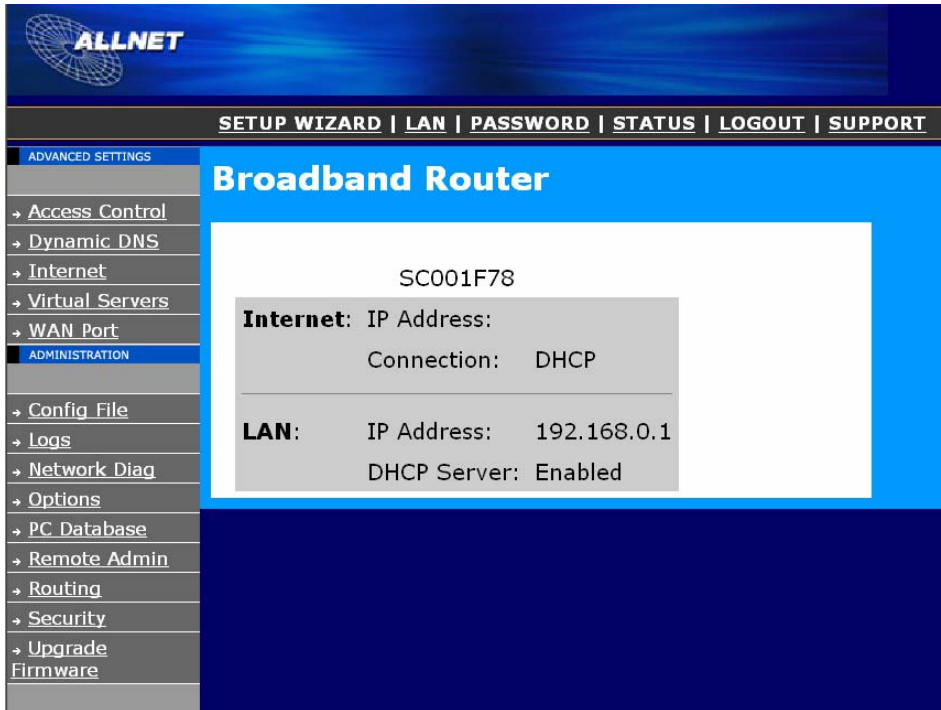 ALLNET
SETUP WIZARD | LAN | PASSWORD | STATUS | LOGOUT | SUPPORT
ADVANCED SETTINGS
Access Control
Dynamic DNS
Internet
Virtual Servers
WAN Port
ADMINISTRATION
Config File
Logs
Network Diag
Options
PC Database
Remote Admin
Routing
Security
Upgrade
Firmware
Broadband Router
SC001F78
Internet: IP Address:
Connection: DHCP
LAN: IP Address: 192.168.0.1
DHCP Server: Enabled